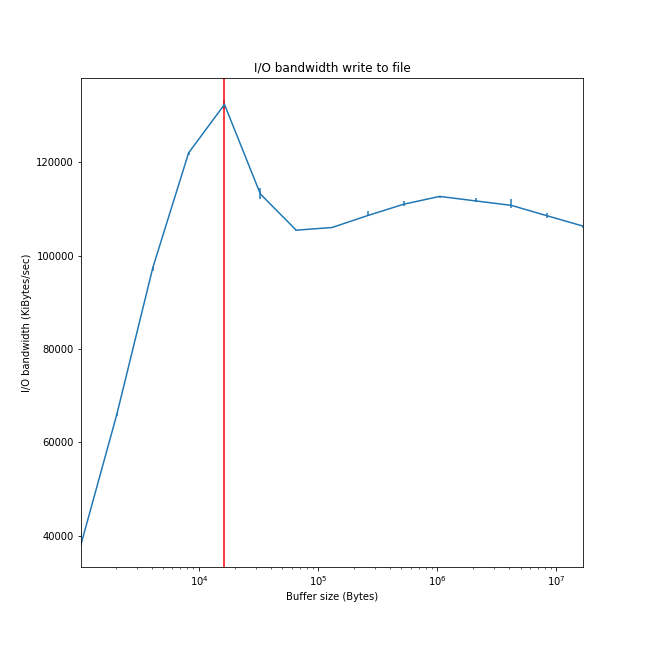 I/O bandwidth write to file
120000
100000
80000
60000
40000
I/O bandwidth (KiBytes/sec)
10⁴ 10⁵ 10⁶ 10⁷
Buffer size (Bytes)